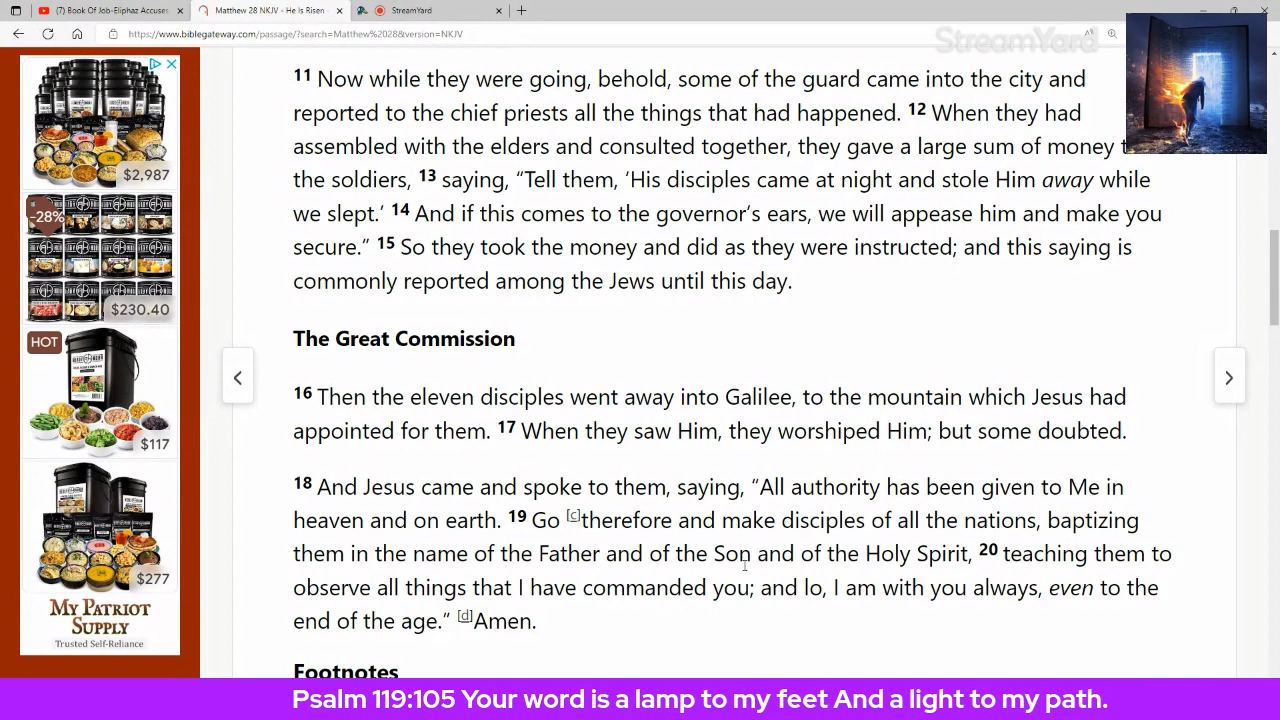 (7) Book Of Job-Eliphaz Accuses
Matthew 28 NKJV - He Is Risen -
StreamYard
https://www.biblegateway.com/passage/?search=Matthew%2028&version=NKJV
StreamYard
11 Now while they were going, behold, some of the guard came into the city and
reported to the chief priests all the things that had happened. 12 When they had
assembled with the elders and consulted together, they gave a large sum of money
the soldiers, 13 saying, “Tell them, ‘His disciples came at night and stole Him away while
we slept.’ 14 And if this comes to the governor’s ears, we will appease him and make you
secure.” 15 So they took the money and did as they were instructed; and this saying is
commonly reported among the Jews until this day.
The Great Commission
16 Then the eleven disciples went away into Galilee, to the mountain which Jesus had
appointed for them. 17 When they saw Him, they worshiped Him; but some doubted.
18 And Jesus came and spoke to them, saying, “All authority has been given to Me in
heaven and on earth. 19 Go [c]therefore and make disciples of all the nations, baptizing
them in the name of the Father and of the Son and of the Holy Spirit, 20 teaching them to
observe all things that I have commanded you; and lo, I am with you always, even to the
end of the age.” [d]Amen.
Footnotes
$2,987
-28%
$230.40
HOT
$117
$277
MY PATRIOT
SUPPLY
Trusted Self-Reliance
Psalm 119:105 Your word is a lamp to my feet And a light to my path.